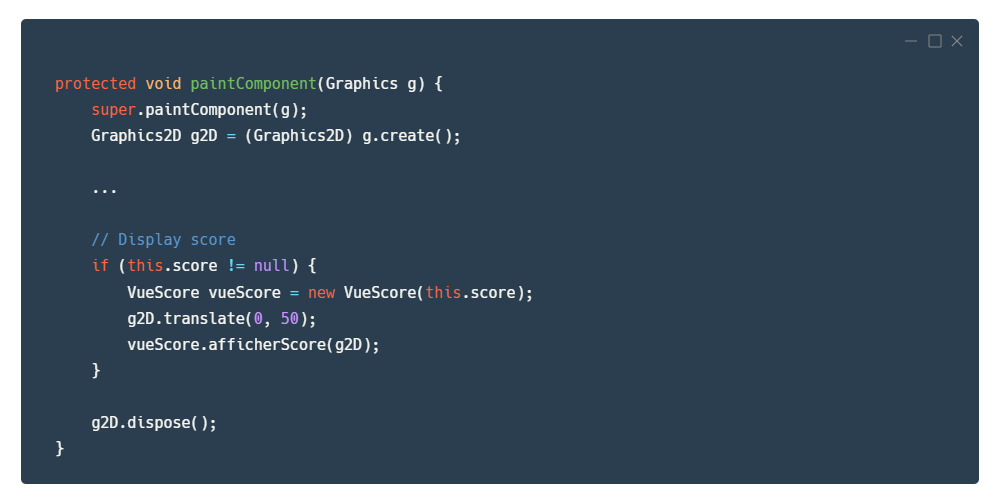 protected void paintComponent(Graphics g) {
    super.paintComponent(g);
    Graphics2D g2D = (Graphics2D) g.create();

    ...

    // Display score
    if (this.score != null) {
        VueScore vueScore = new VueScore(this.score);
        g2D.translate(0, 50);
        vueScore.afficherScore(g2D);
    }

    g2D.dispose();
}